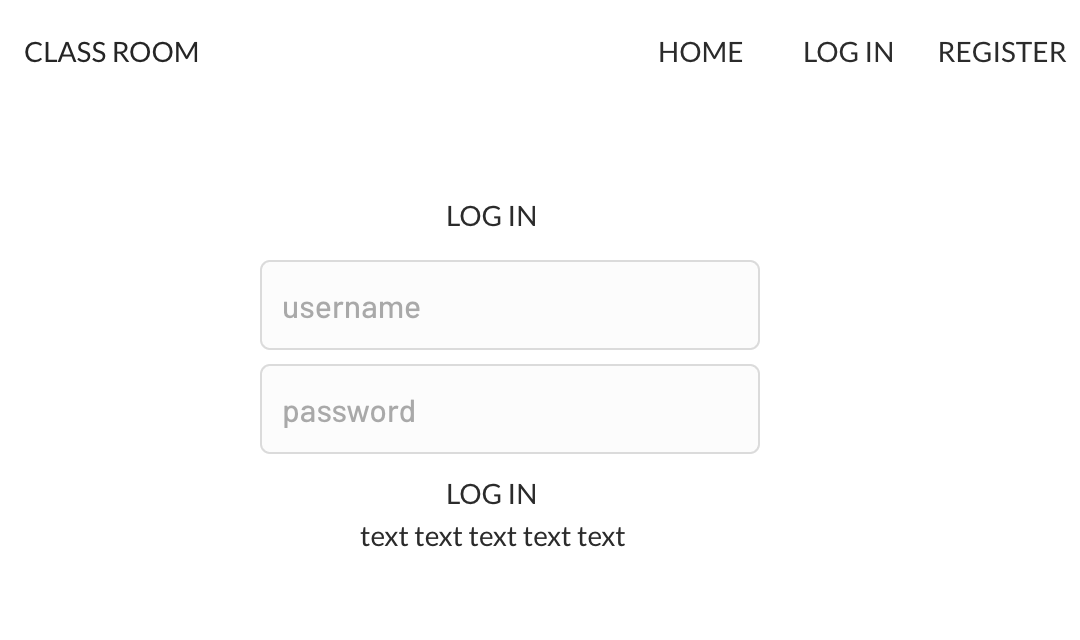 CLASS ROOM HOME LOG IN REGISTER
LOG IN
username
password
LOG IN
text text text text text